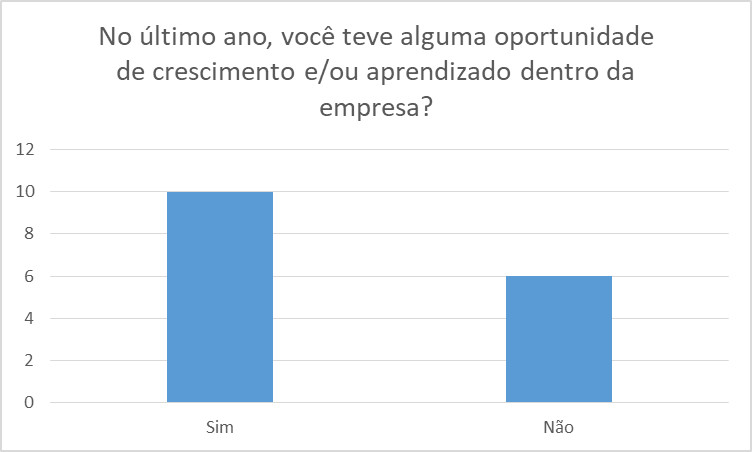 No último ano, você teve alguma oportunidade
de crescimento e/ou aprendizado dentro da
empresa?
12
10
8
6
4
2
0
Sim Não